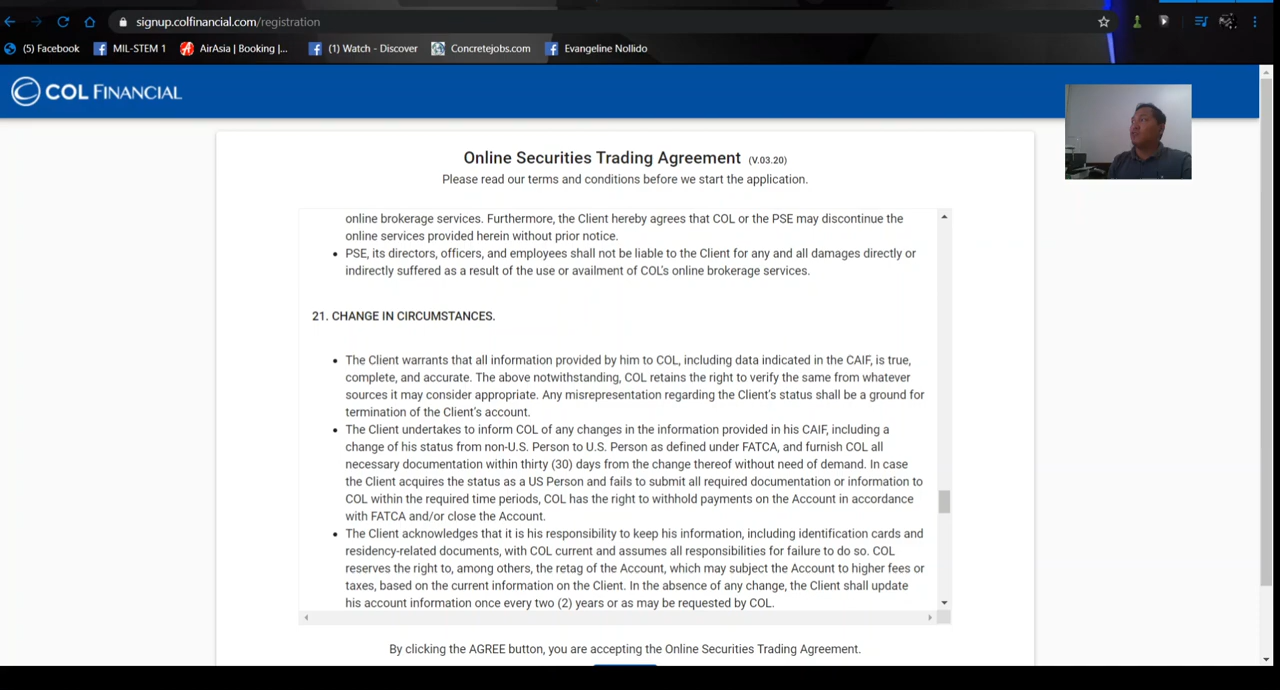 signup.colfinancial.com/registration
(5) Facebook MIL-STEM 1 AirAsia | Booking |... (1) Watch - Discover Concretejobs.com Evangeline Nollido
COL FINANCIAL
Online Securities Trading Agreement (V.03.20)
Please read our terms and conditions before we start the application.
online brokerage services. Furthermore, the Client hereby agrees that COL or the PSE may discontinue the
online services provided herein without prior notice.
• PSE, its directors, officers, and employees shall not be liable to the Client for any and all damages directly or
indirectly suffered as a result of the use or availment of COL's online brokerage services.
21. CHANGE IN CIRCUMSTANCES.
• The Client warrants that all information provided by him to COL, including data indicated in the CAIF, is true,
complete, and accurate. The above notwithstanding, COL retains the right to verify the same from whatever
sources it may consider appropriate. Any misrepresentation regarding the Client's status shall be a ground for
termination of the Client's account.
• The Client undertakes to inform COL of any changes in the information provided in his CAIF, including a
change of his status from non-U.S. Person to U.S. Person as defined under FATCA, and furnish COL all
necessary documentation within thirty (30) days from the change thereof without need of demand. In case
the Client acquires the status as a US Person and fails to submit all required documentation or information to
COL within the required time periods, COL has the right to withhold payments on the Account in accordance
with FATCA and/or close the Account.
• The Client acknowledges that it is his responsibility to keep his information, including identification cards and
residency-related documents, with COL current and assumes all responsibilities for failure to do so. COL
reserves the right to, among others, the retag of the Account, which may subject the Account to higher fees or
taxes, based on the current information on the Client. In the absence of any change, the Client shall update
his account information once every two (2) years or as may be requested by COL.
By clicking the AGREE button, you are accepting the Online Securities Trading Agreement.